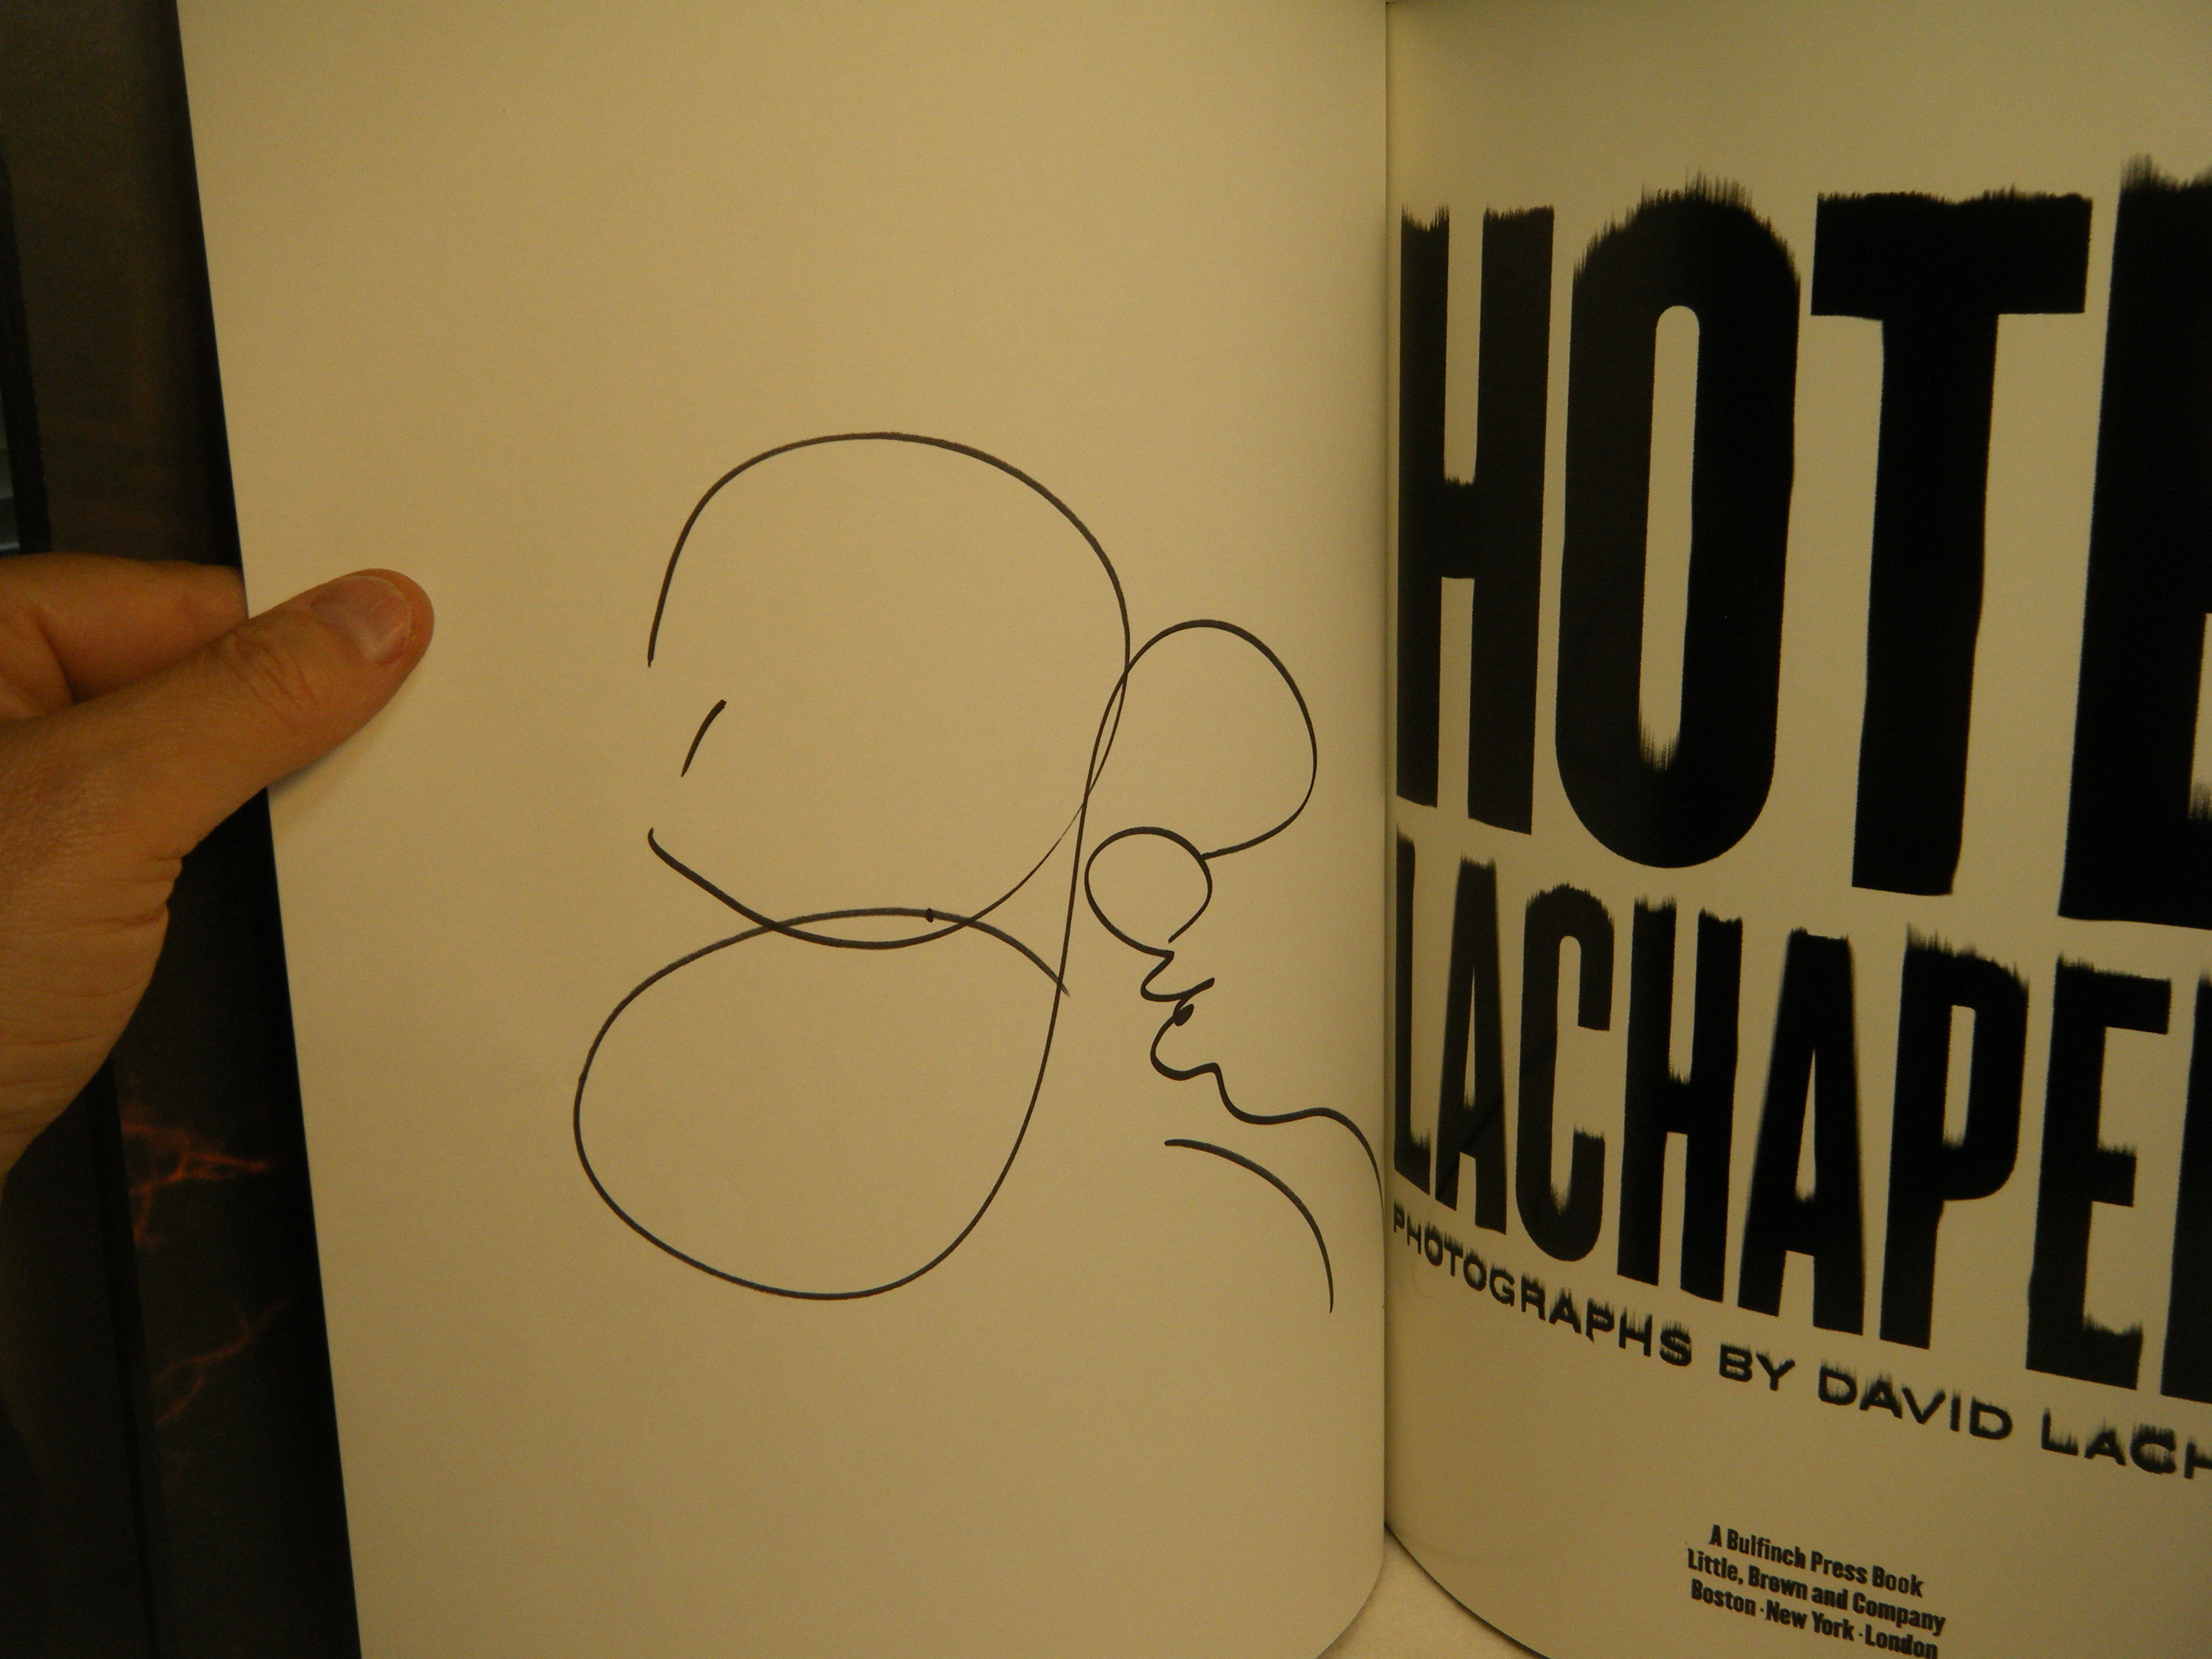 HOTE
LACHAPE
PHOTOGRAPHS BY DAVID LACH
A Bulfinch Press Book
Little, Brown and Company
Boston · New York · London